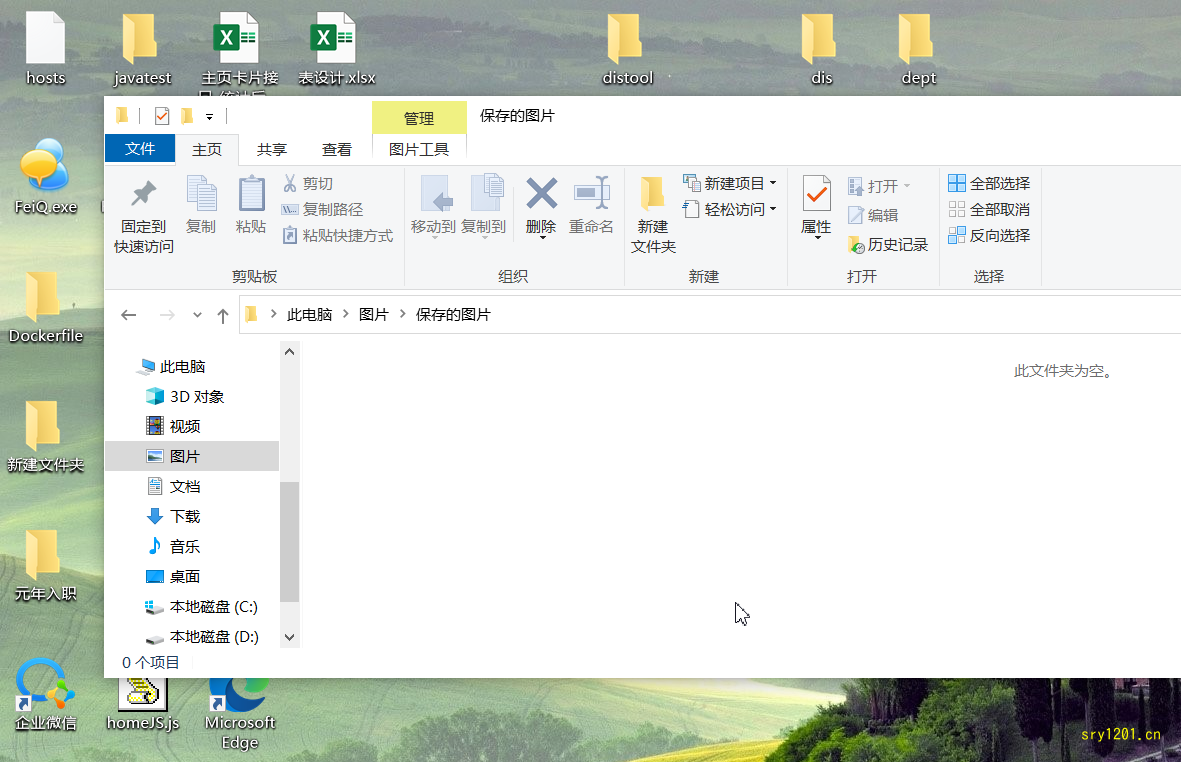 hosts
javatest
主页卡片接
表设计.xlsx
distool
dis
dept
管理
保存的图片
文件
主页
共享
查看
图片工具
FeiQ.exe
固定到
快速访问
复制
粘贴
剪切
复制路径
粘贴快捷方式
剪贴板
移动到
复制到
删除
重命名
组织
新建
文件夹
新建项目
轻松访问
新建
属性
打开
编辑
历史记录
打开
全部选择
全部取消
反向选择
选择
此电脑
图片
保存的图片
Dockerfile
此电脑
3D 对象
视频
图片
文档
下载
音乐
桌面
本地磁盘 (C:)
本地磁盘 (D:)
此文件夹为空。
新建文件夹
元年入职
0 个项目
企业微信
homeJS.js
Microsoft
Edge
sry1201.cn